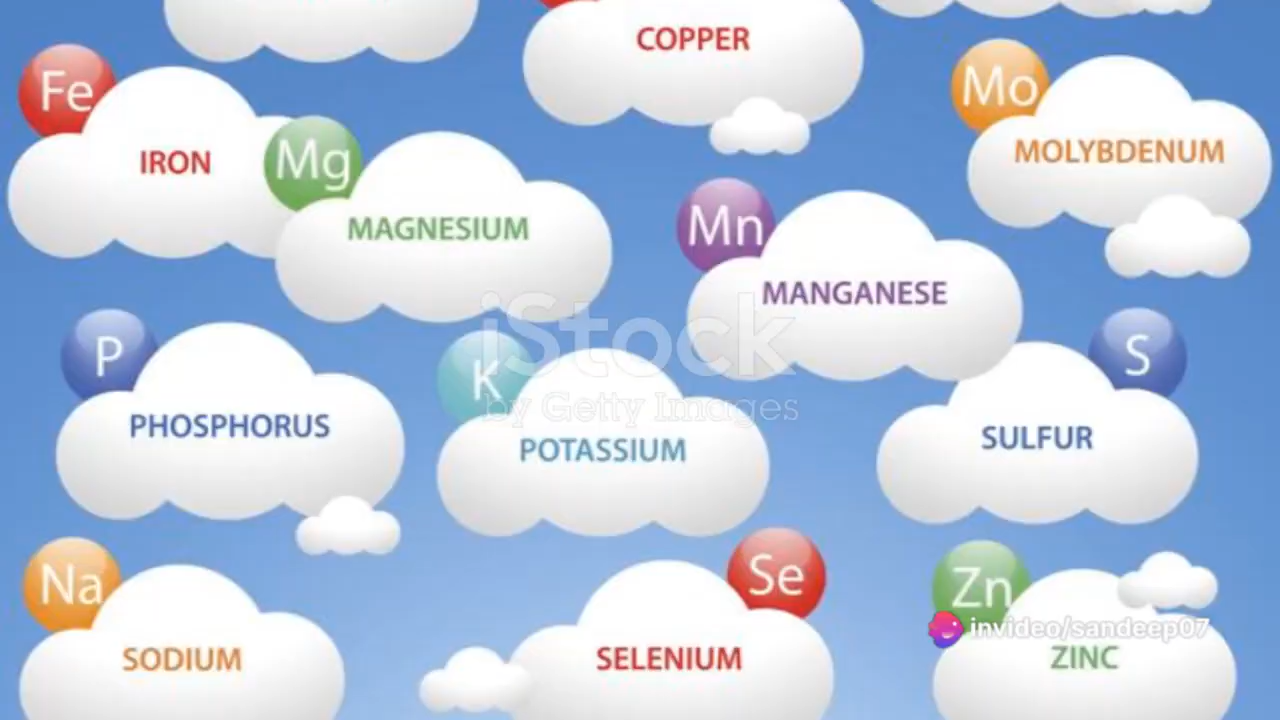 COPPER
Fe
IRON
Mo
MOLYBDENUM
Mg
MAGNESIUM
Mn
MANGANESE
P
PHOSPHORUS
K
POTASSIUM
S
SULFUR
iStock
by Getty Images
Na
SODIUM
Se
SELENIUM
Zn
ZINC
invideo/sandeep07